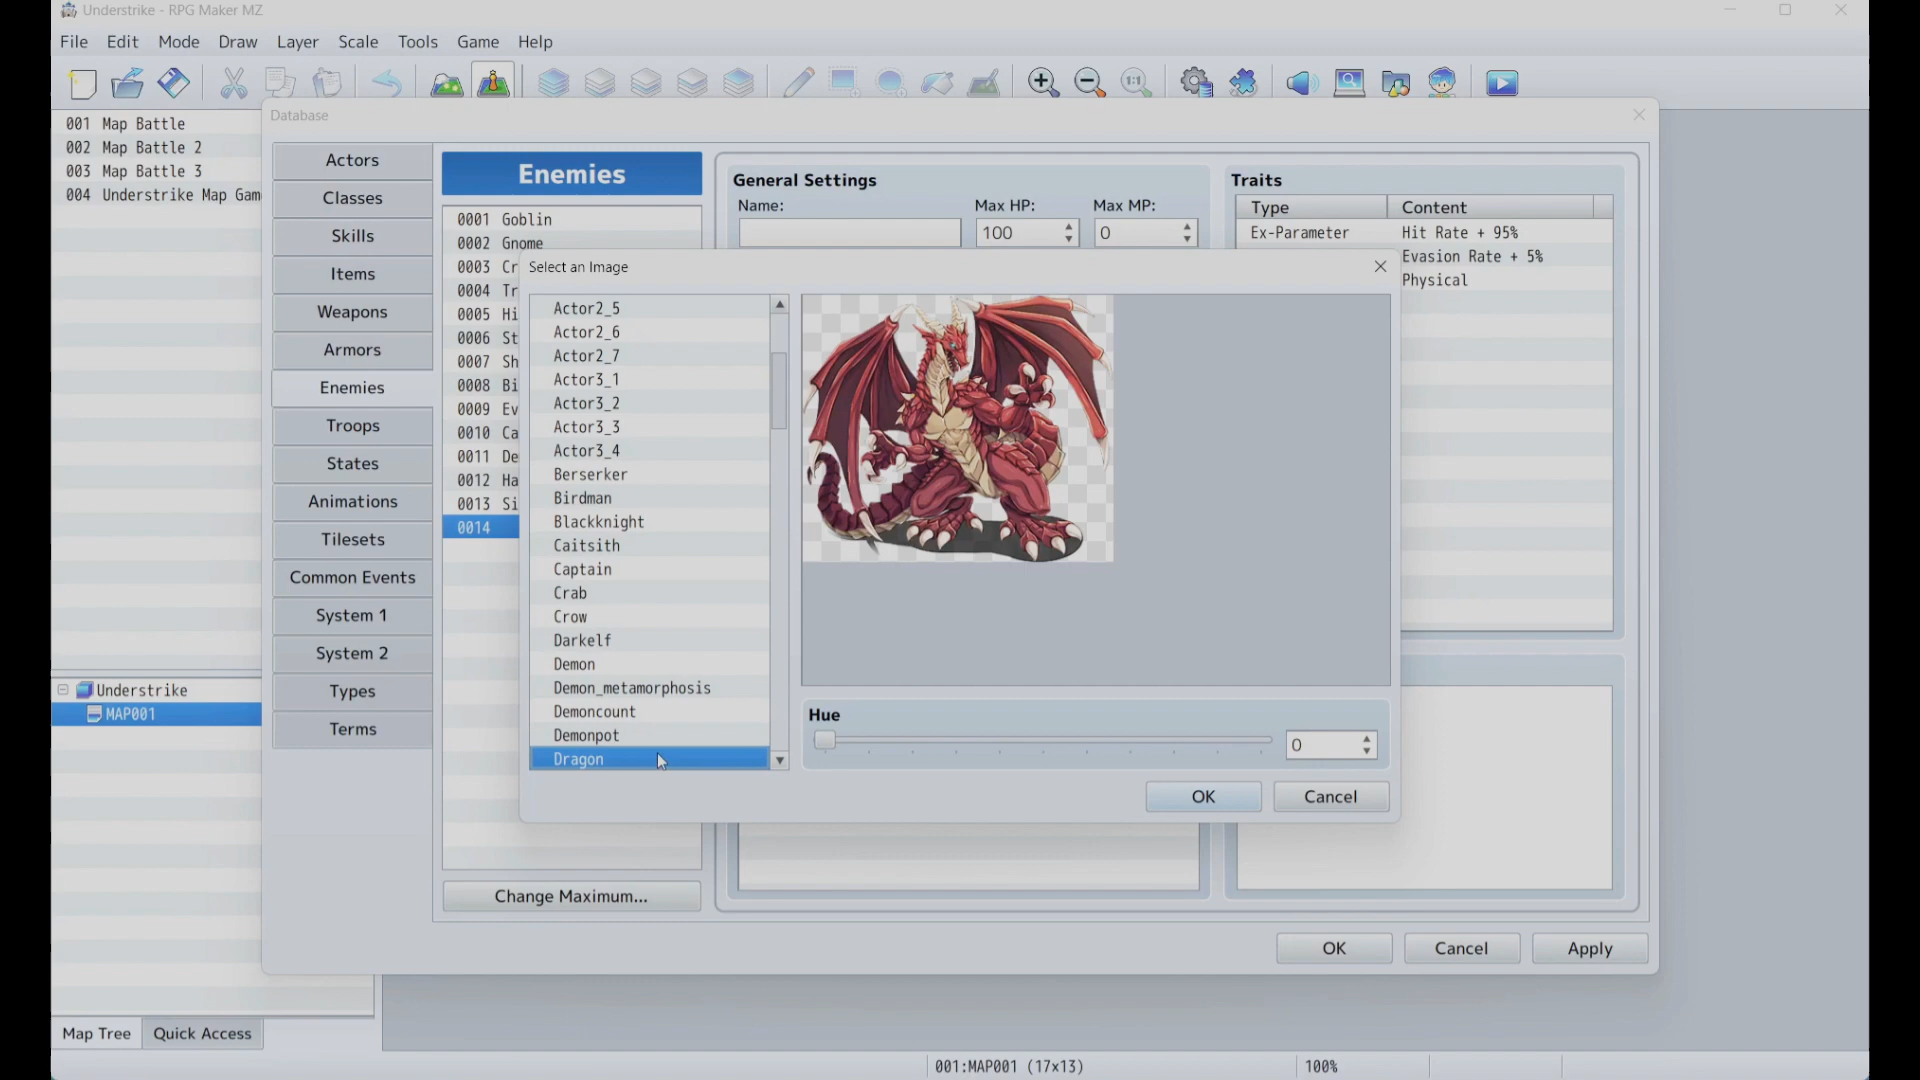 Understrike - RPG Maker MZ
File Edit Mode Draw Layer Scale Tools Game Help
1:1
001 Map Battle
002 Map Battle 2
003 Map Battle 3
004 Understrike Map Gam
Understrike
MAP001
Map Tree Quick Access
Database
Actors
Classes
Skills
Items
Weapons
Armors
Enemies
Troops
States
Animations
Tilesets
Common Events
System 1
System 2
Types
Terms
Enemies
0001 Goblin
0002 Gnome
0003 Cr
0004 Tr
0005 Hi
0006 St
0007 Sh
0008 Bi
0009 Ev
0010 Ca
0011 De
0012 Ha
0013 Si
0014
Change Maximum...
General Settings
Name: Max HP: Max MP:
100 0
Traits
Type Content
Ex-Parameter Hit Rate + 95%
Evasion Rate + 5%
Physical
Select an Image
Actor2_5
Actor2_6
Actor2_7
Actor3_1
Actor3_2
Actor3_3
Actor3_4
Berserker
Birdman
Blackknight
Caitsith
Captain
Crab
Crow
Darkelf
Demon
Demon_metamorphosis
Demoncount
Demonpot
Dragon
Hue
0
OK Cancel
OK Cancel Apply
001:MAP001 (17x13) 100%